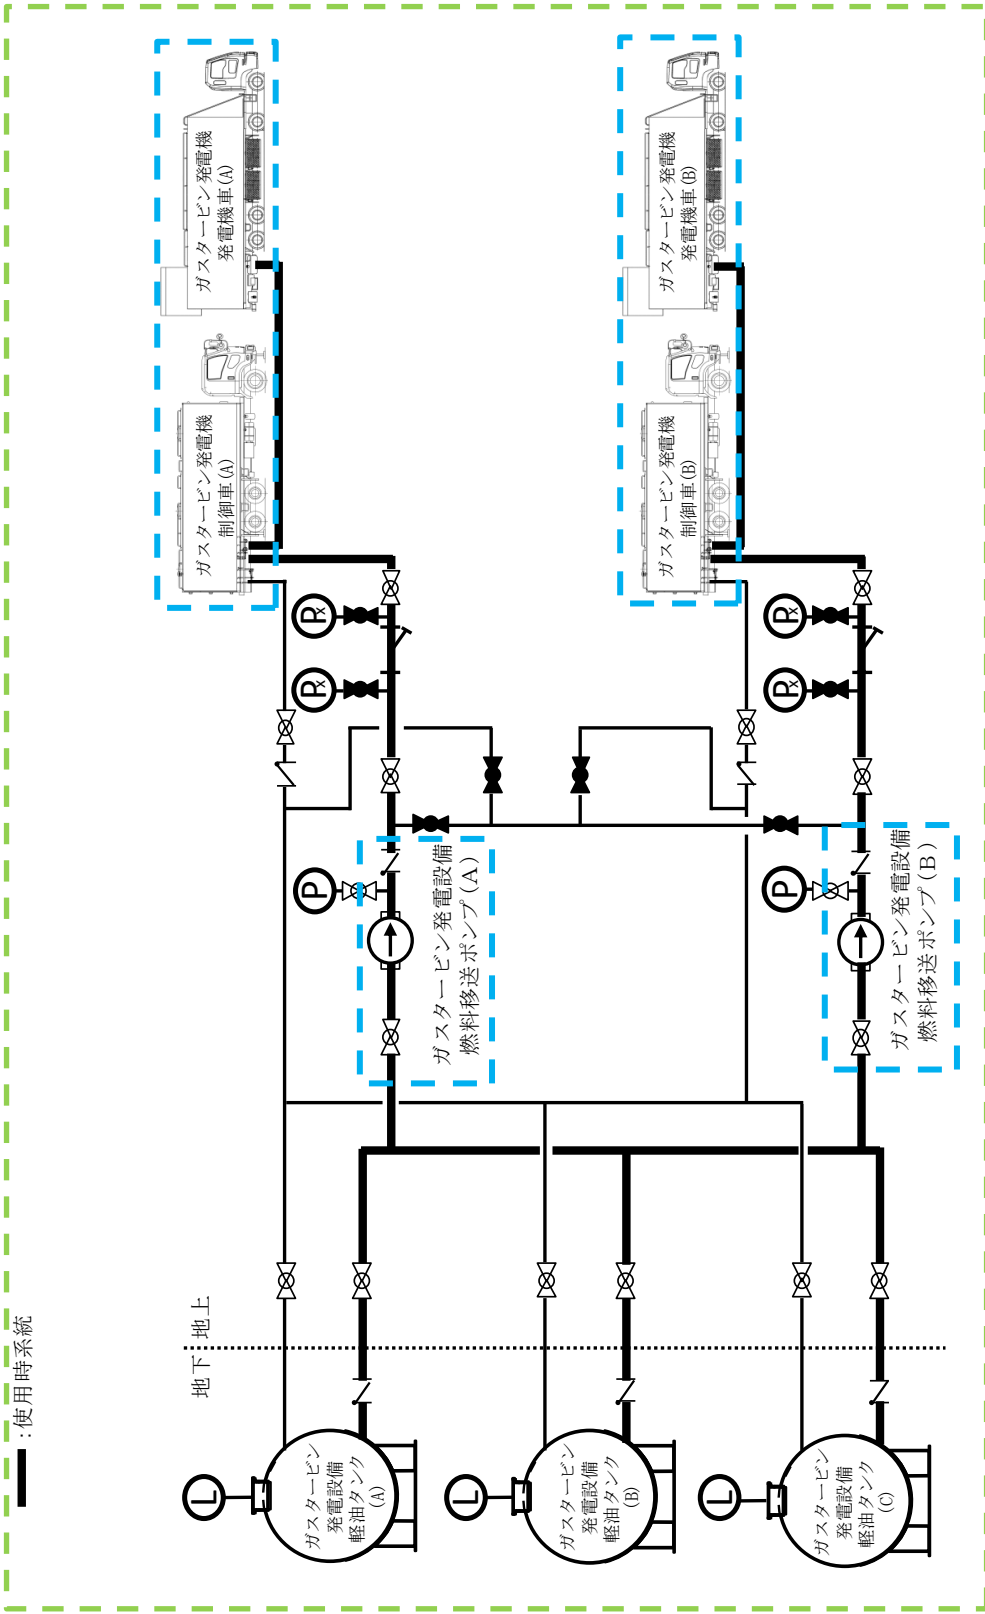 :使用時系統
地下
地上
ガスタービン発電機
制御車(A)
ガスタービン発電機
発電機車(A)
ガスタービン発電機
制御車(B)
ガスタービン発電機
発電機車(B)
Px
Px
Px
Px
P
P
ガスタービン発電設備
燃料移送ポンプ(A)
ガスタービン発電設備
燃料移送ポンプ(B)
L
ガスタービン
発電設備
軽油タンク
(A)
L
ガスタービン
発電設備
軽油タンク
(B)
L
ガスタービン
発電設備
軽油タンク
(C)